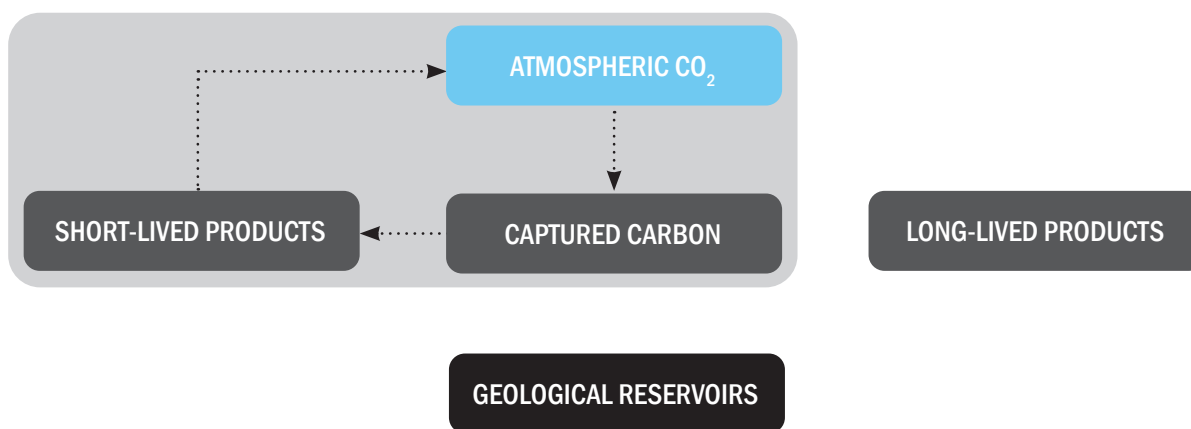 ATMOSPHERIC CO₂
SHORT-LIVED PRODUCTS
CAPTURED CARBON
LONG-LIVED PRODUCTS
GEOLOGICAL RESERVOIRS